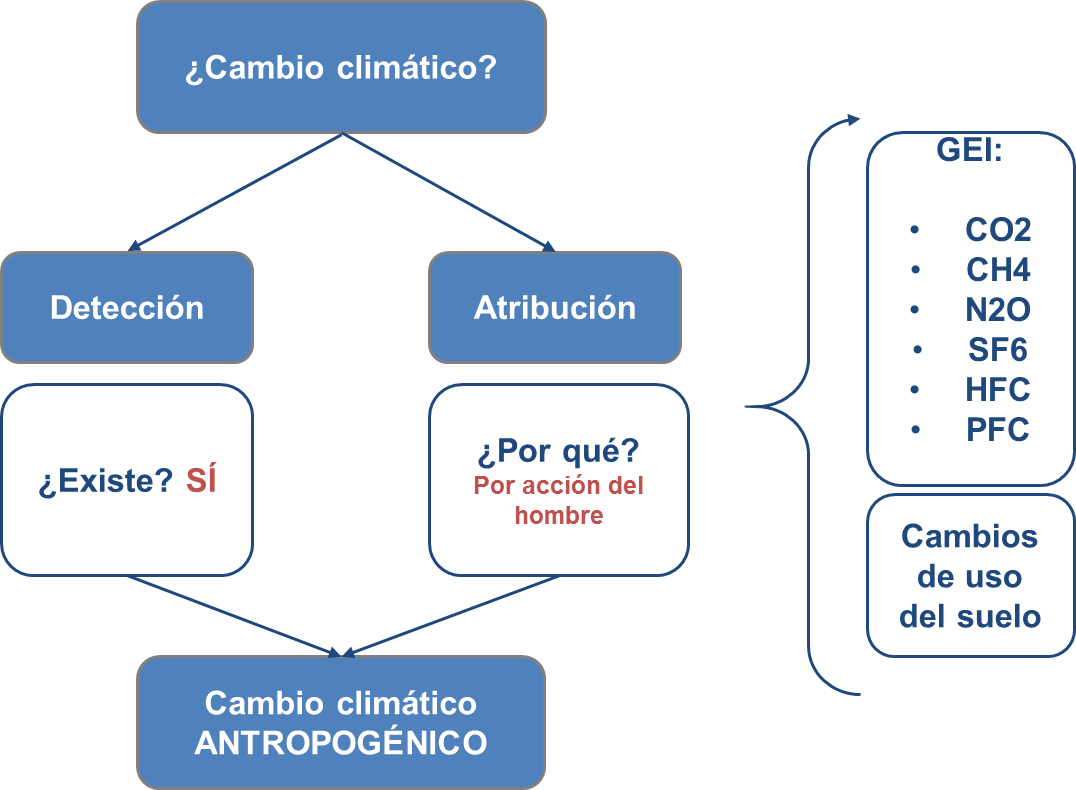 ¿Cambio climático?
Detección
Atribución
¿Existe? SÍ
¿Por qué?
Por acción del
hombre
Cambio climático
ANTROPOGÉNICO
GEI:
• CO2
• CH4
• N2O
• SF6
• HFC
• PFC
Cambios
de uso
del suelo